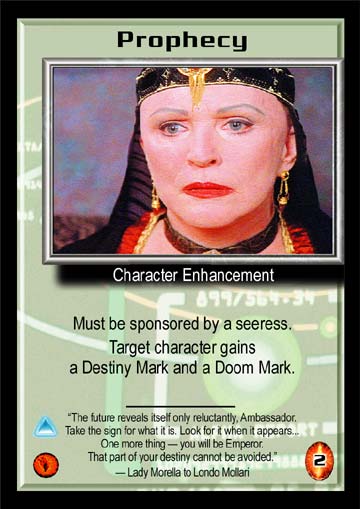 Prophecy
Character Enhancement
Must be sponsored by a seeress.
Target character gains
a Destiny Mark and a Doom Mark.
“The future reveals itself only reluctantly, Ambassador.
Take the sign for what it is. Look for it when it appears...
One more thing — you will be Emperor.
That part of your destiny cannot be avoided.”
— Lady Morella to Londo Mollari
2